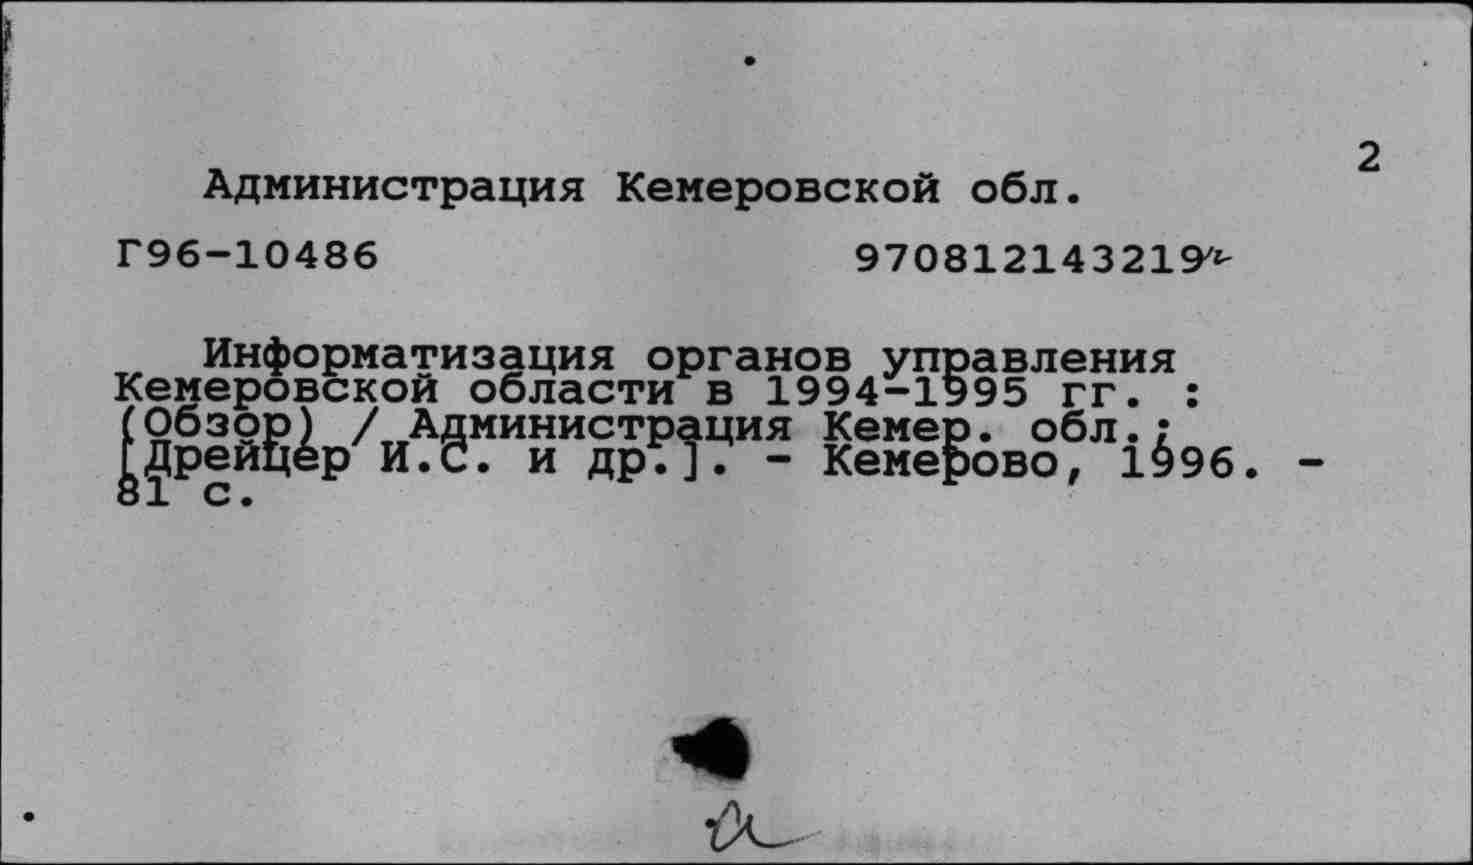 2
Администрация Кемеровской обл.
Г96-10486 970812143219
Информатизация органов управления
Кемеровской области в 1994-1995 гг. :
(Обзор) / Администрация Кемер. обл.;
[Дрейцер И.С. и др.]. - Кемерово, 1996. -
81 с.